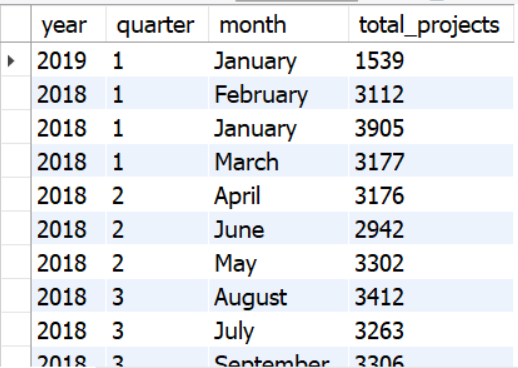 year quarter month total_projects
2019 1 January 1539
2018 1 February 3112
2018 1 January 3905
2018 1 March 3177
2018 2 April 3176
2018 2 June 2942
2018 2 May 3302
2018 3 August 3412
2018 3 July 3263
2018 3 September 3306